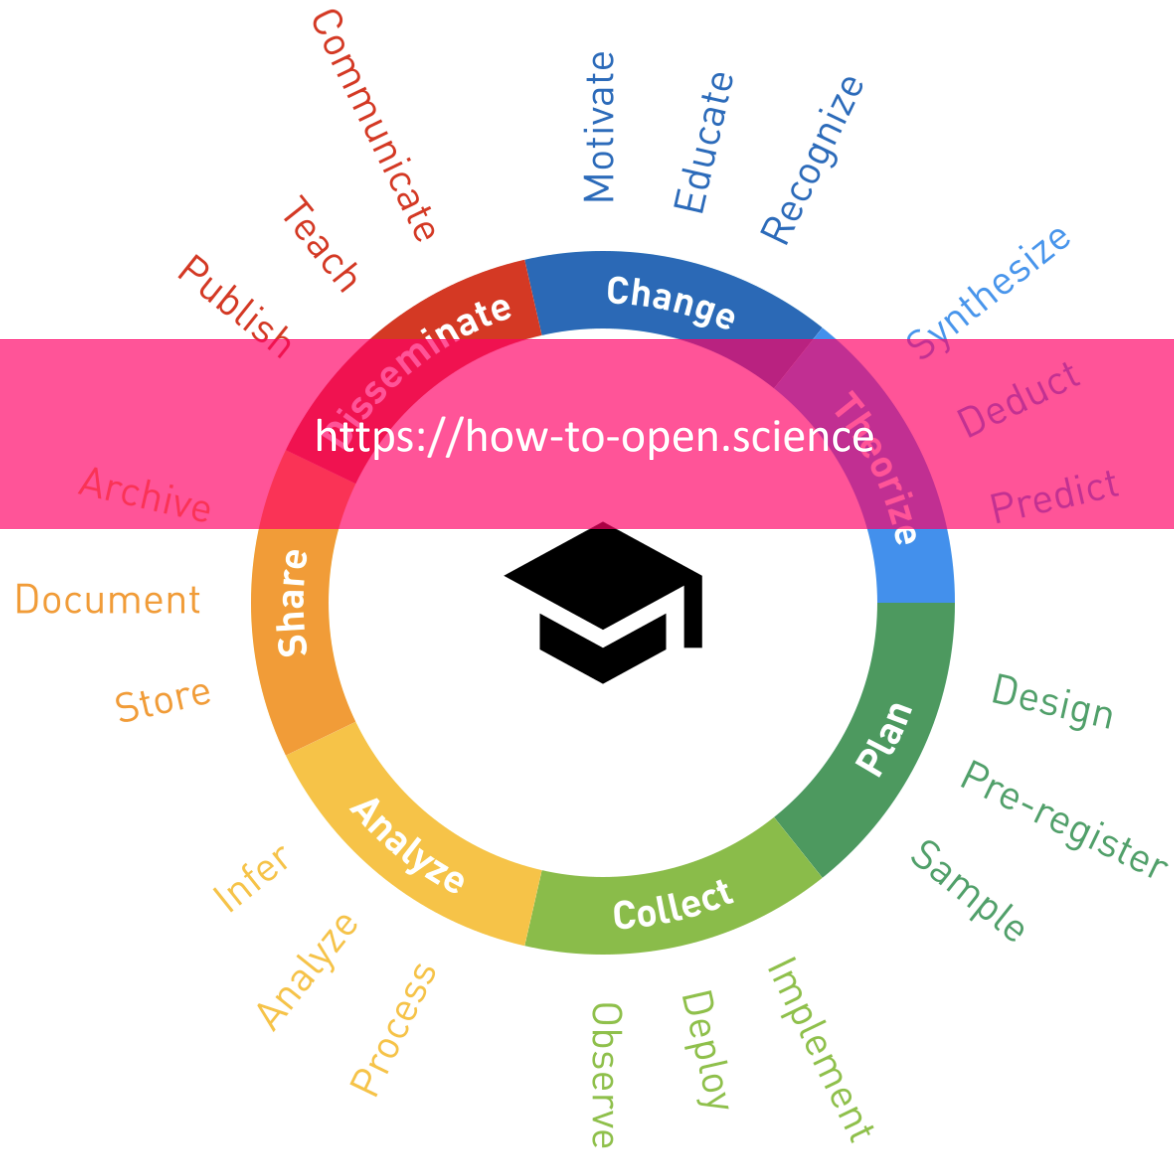 Communicate
Teach
Publish
Motivate
Educate
Recognize
Synthesize
Deduct
Predict
Disseminate
Change
Theorize
https://how-to-open.science
Archive
Document
Store
Share
Plan
Design
Pre-register
Sample
Analyze
Collect
Infer
Analyze
Process
Observe
Deploy
Implement